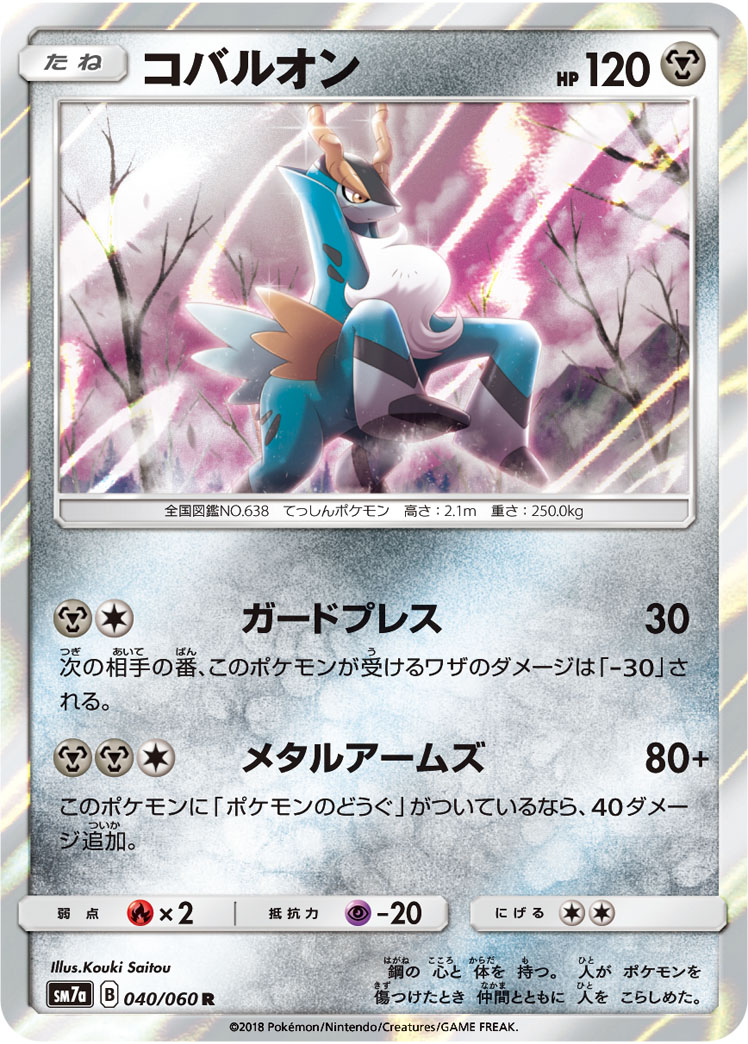 たね コバルオン HP 120
全国図鑑NO.638 てっしんポケモン 高さ:2.1m 重さ:250.0kg
ガードプレス 30
次の相手の番、このポケモンが受けるワザのダメージは「-30」さ
れる。
メタルアームズ 80+
このポケモンに「ポケモンのどうぐ」がついているなら、40ダメー
ジ追加。
弱点 ×2 抵抗力 -20 にげる
Illus.Kouki Saitou
鋼の 心と 体を 持つ。 人が ポケモンを
傷つけたとき 仲間とともに 人を こらしめた。
sm7a B 040/060 R
©2018 Pokémon/Nintendo/Creatures/GAME FREAK.